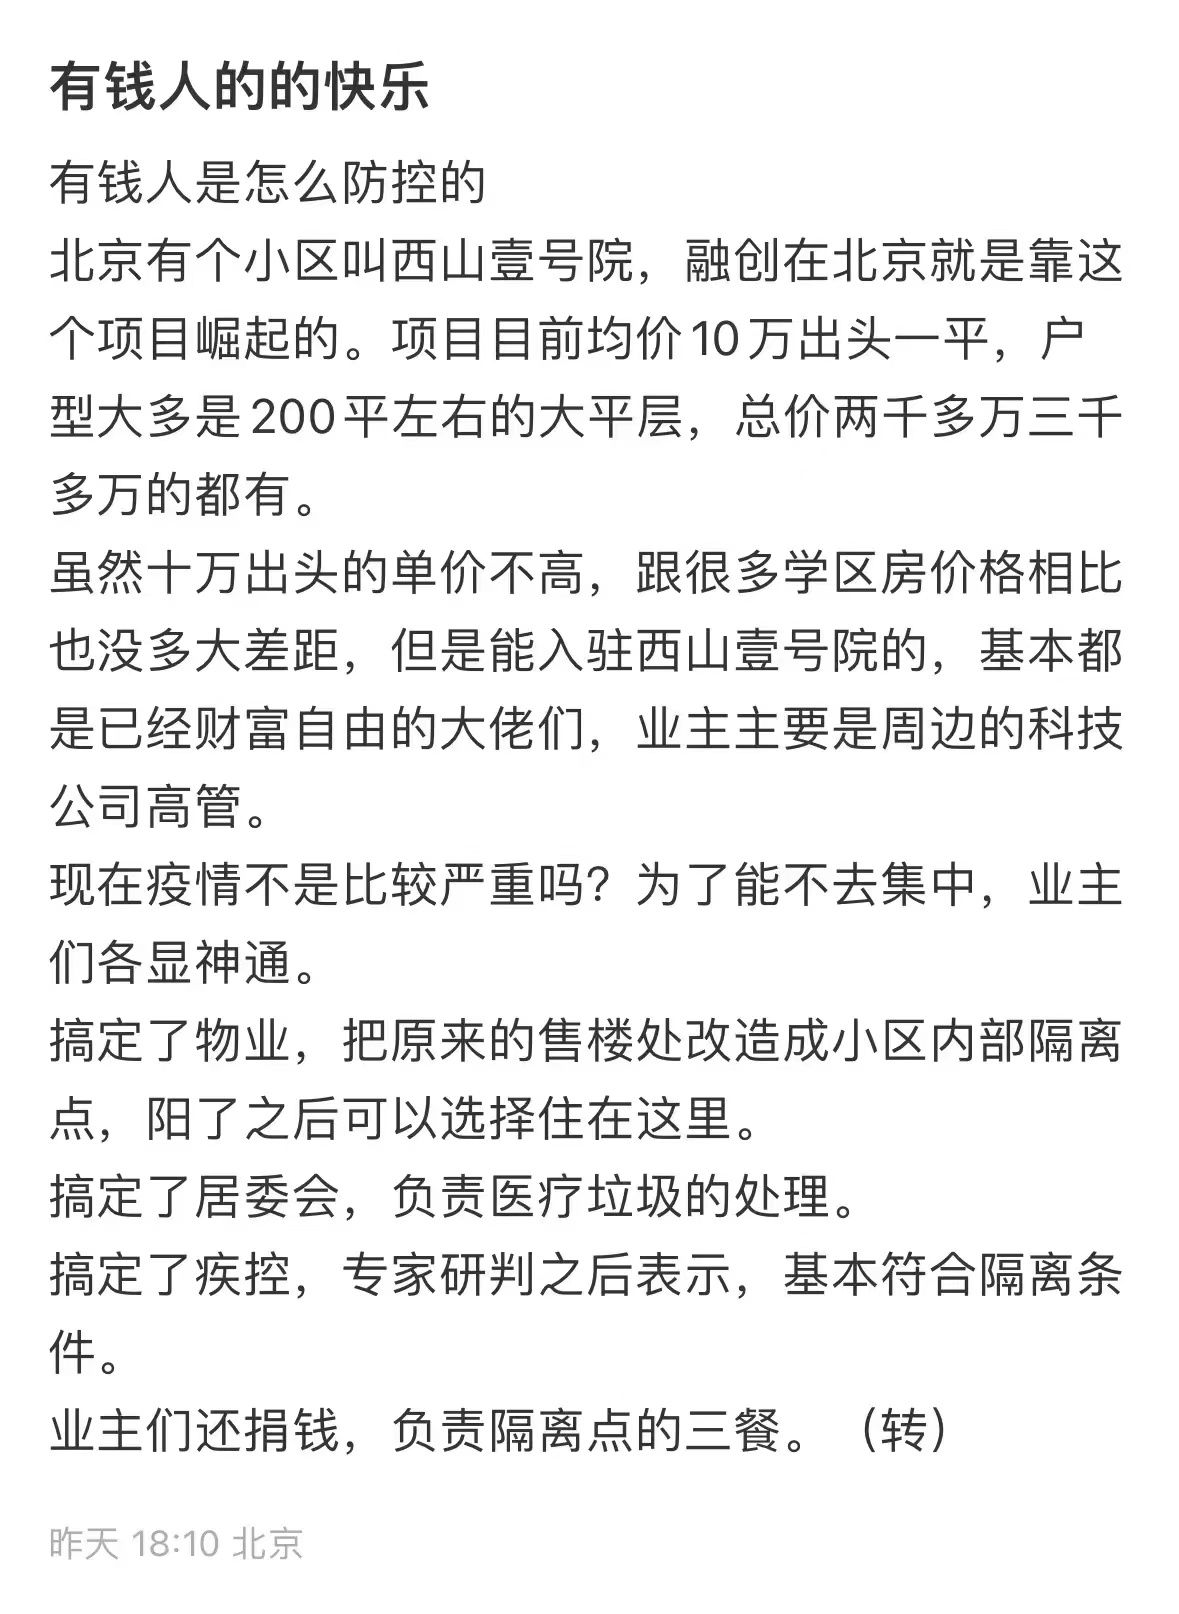 有钱人的的快乐
有钱人是怎么防控的
北京有个小区叫西山壹号院，融创在北京就是靠这
个项目崛起的。项目目前均价10万出头一平，户
型大多是200平左右的大平层，总价两千多万三千
多万的都有。
虽然十万出头的单价不高，跟很多学区房价格相比
也没多大差距，但是能入驻西山壹号院的，基本都
是已经财富自由的大佬们，业主主要是周边的科技
公司高管。
现在疫情不是比较严重吗？为了能不去集中，业主
们各显神通。
搞定了物业，把原来的售楼处改造成小区内部隔离
点，阳了之后可以选择住在这里。
搞定了居委会，负责医疗垃圾的处理。
搞定了疾控，专家研判之后表示，基本符合隔离条
件。
业主们还捐钱，负责隔离点的三餐。（转）
昨天 18:10 北京